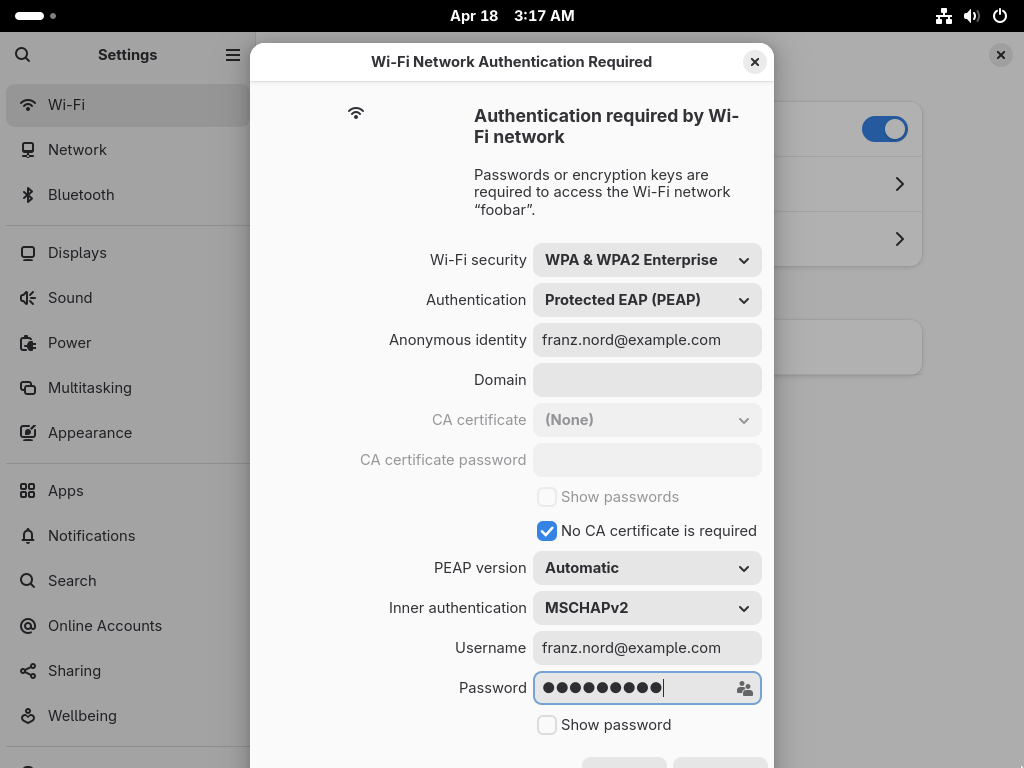 Apr 18 3:17 AM
Settings
Wi-Fi
Network
Bluetooth
Displays
Sound
Power
Multitasking
Appearance
Apps
Notifications
Search
Online Accounts
Sharing
Wellbeing
Wi-Fi Network Authentication Required
Authentication required by Wi-
Fi network
Passwords or encryption keys are
required to access the Wi-Fi network
“foobar”.
Wi-Fi security WPA & WPA2 Enterprise
Authentication Protected EAP (PEAP)
Anonymous identity franz.nord@example.com
Domain
CA certificate (None)
CA certificate password
Show passwords
No CA certificate is required
PEAP version Automatic
Inner authentication MSCHAPv2
Username franz.nord@example.com
Password ●●●●●●●●●
Show password